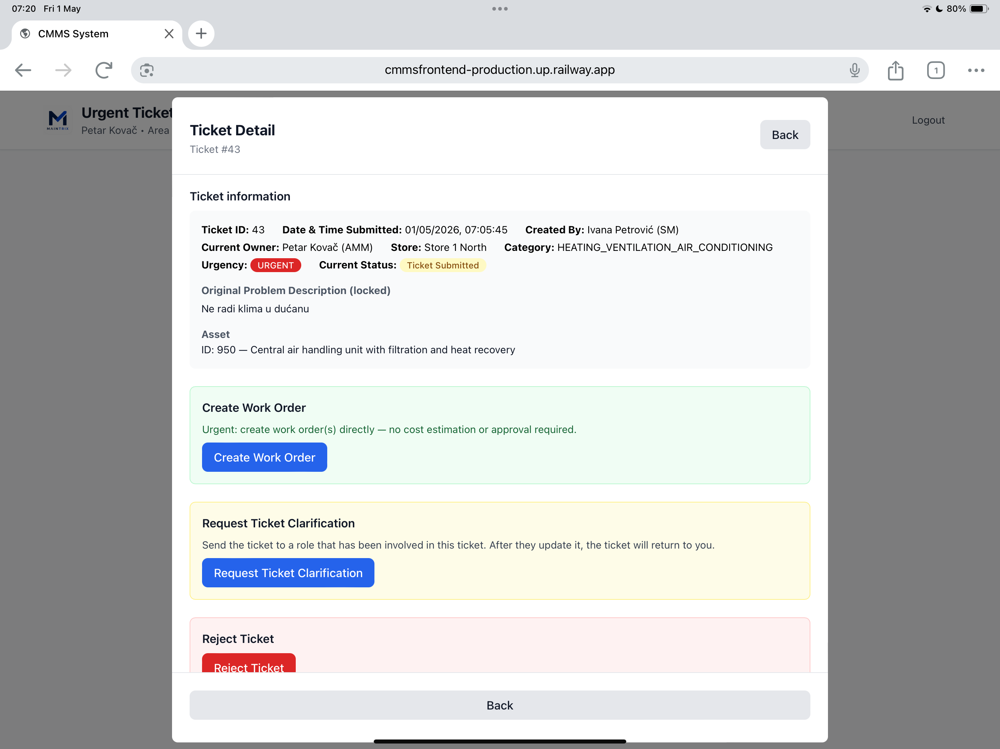 07:20 Fri 1 May
80%
CMMS System
cmmsfrontend-production.up.railway.app
1
MAINTRIX
Urgent Ticket
Petar Kovač • Area
Logout
Ticket Detail
Ticket #43
Back
Ticket information
Ticket ID: 43 Date & Time Submitted: 01/05/2026, 07:05:45 Created By: Ivana Petrović (SM)
Current Owner: Petar Kovač (AMM) Store: Store 1 North Category: HEATING_VENTILATION_AIR_CONDITIONING
Urgency: URGENT Current Status: Ticket Submitted
Original Problem Description (locked)
Ne radi klima u dućanu
Asset
ID: 950 — Central air handling unit with filtration and heat recovery
Create Work Order
Urgent: create work order(s) directly — no cost estimation or approval required.
Create Work Order
Request Ticket Clarification
Send the ticket to a role that has been involved in this ticket. After they update it, the ticket will return to you.
Request Ticket Clarification
Reject Ticket
Reject Ticket
Back